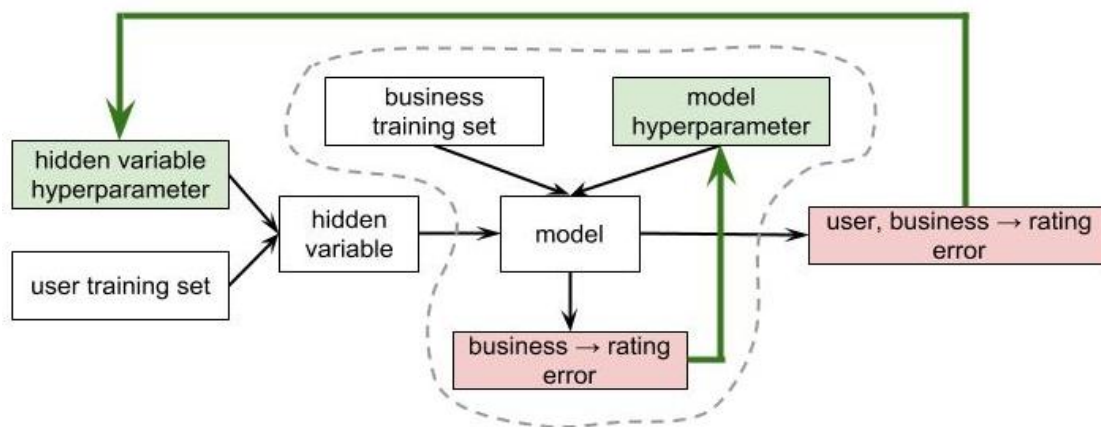 business
training set
model
hyperparameter
hidden variable
hyperparameter
user training set
hidden
variable
model
user, business → rating
error
business → rating
error